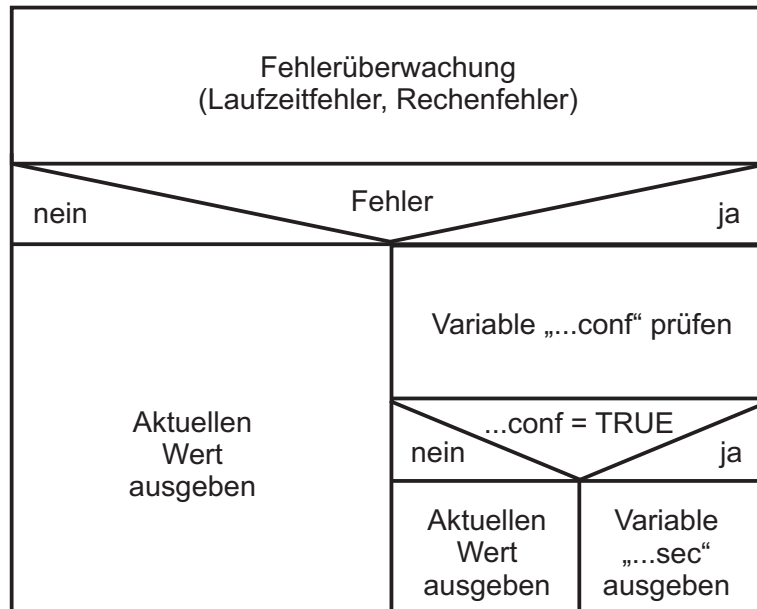 Fehlerüberwachung
(Laufzeitfehler, Rechenfehler)
Fehler
nein
ja
Variable „...conf“ prüfen
Aktuellen
Wert
ausgeben
...conf = TRUE
nein
ja
Aktuellen
Wert
ausgeben
Variable
„...sec“
ausgeben